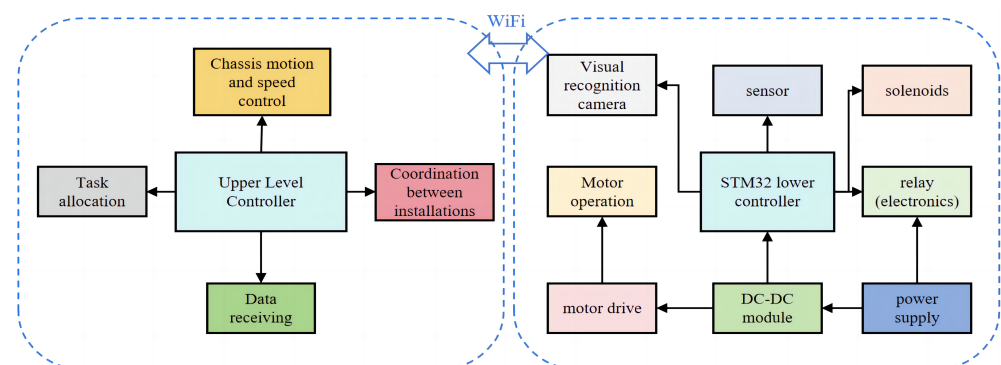 WiFi
Chassis motion
and speed
control
Task
allocation
Upper Level
Controller
Coordination
between
installations
Data
receiving
Visual
recognition
camera
sensor
solenoids
Motor
operation
STM32 lower
controller
relay
(electronics)
motor drive
DC-DC
module
power
supply